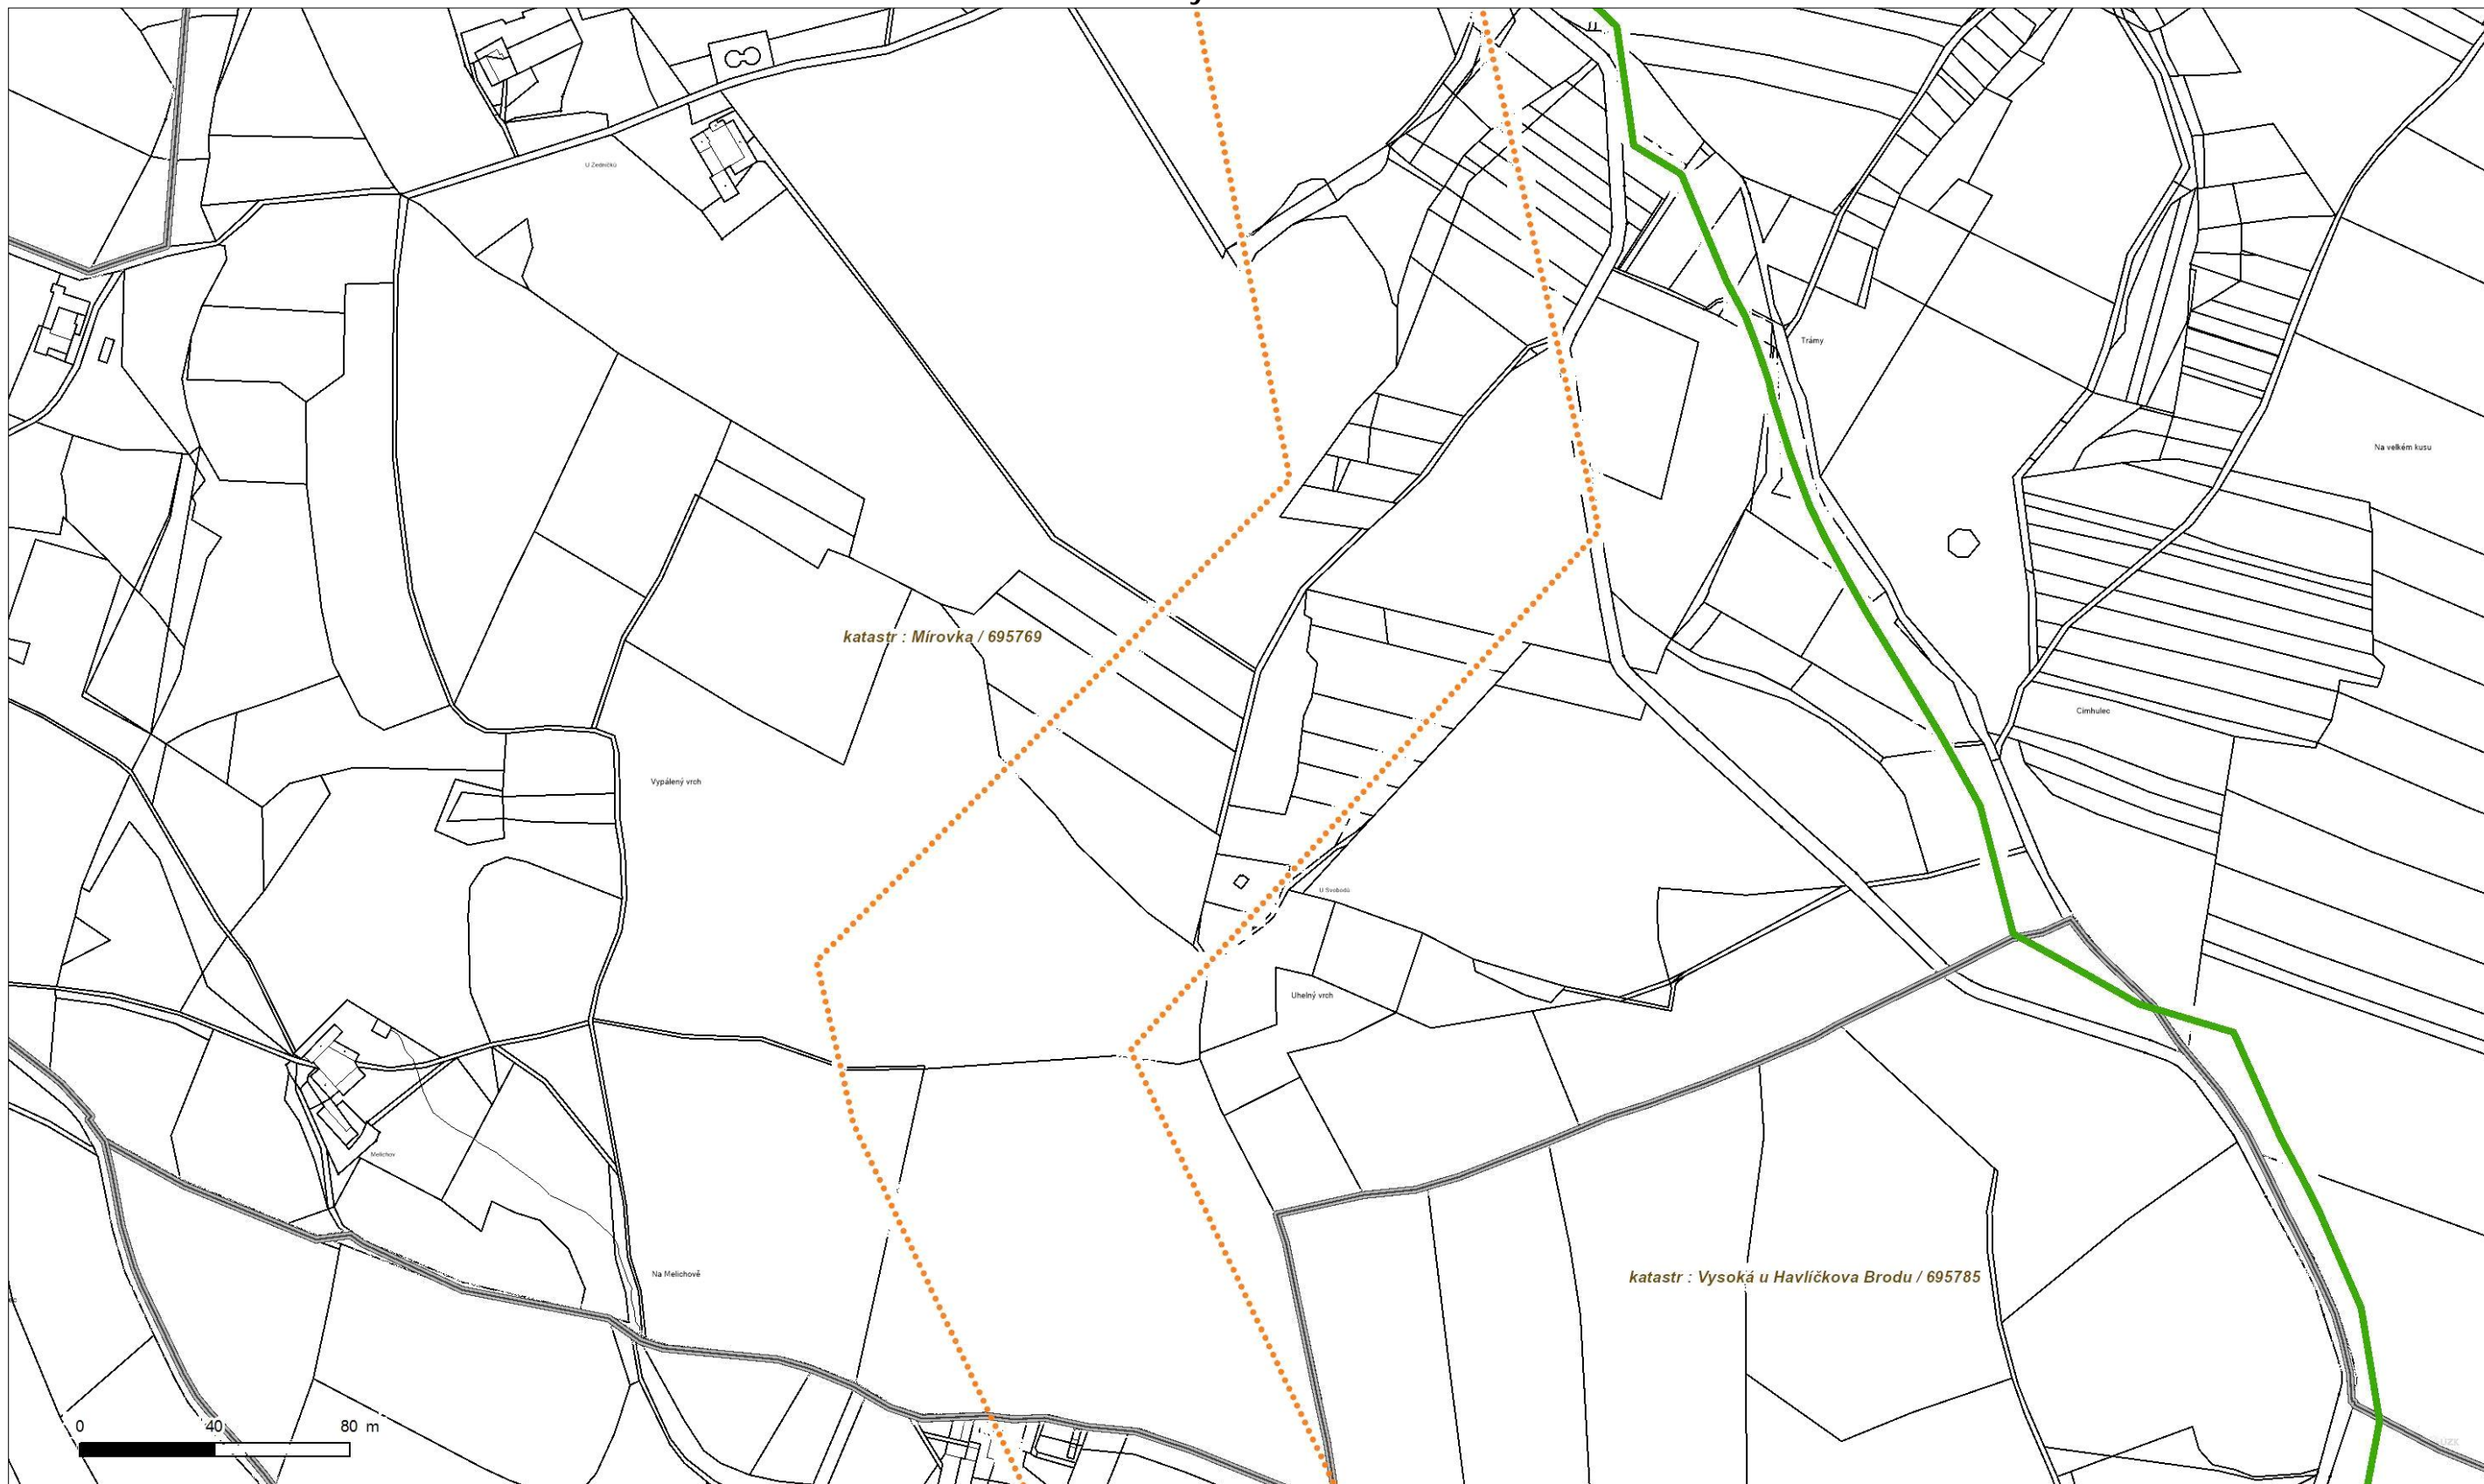 U Zedníčků
Trámy
Na velkém kusu
katastr : Mírovka / 695769
Cimhulec
Vypálený vrch
U Svobodů
Uhelný vrch
Melichov
Na Melichově
katastr : Vysoká u Havlíčkova Brodu / 695785
0 40 80 m